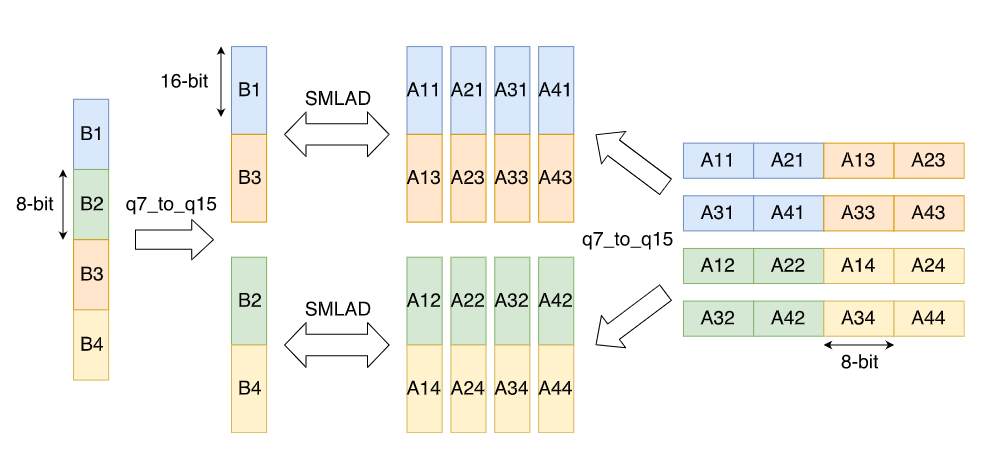 B1
B2
B3
B4
8-bit
q7_to_q15
16-bit
B1
B3
SMLAD
A11 A21 A31 A41
A13 A23 A33 A43
B2
B4
SMLAD
A12 A22 A32 A42
A14 A24 A34 A44
q7_to_q15
A11 A21 A13 A23
A31 A41 A33 A43
A12 A22 A14 A24
A32 A42 A34 A44
8-bit